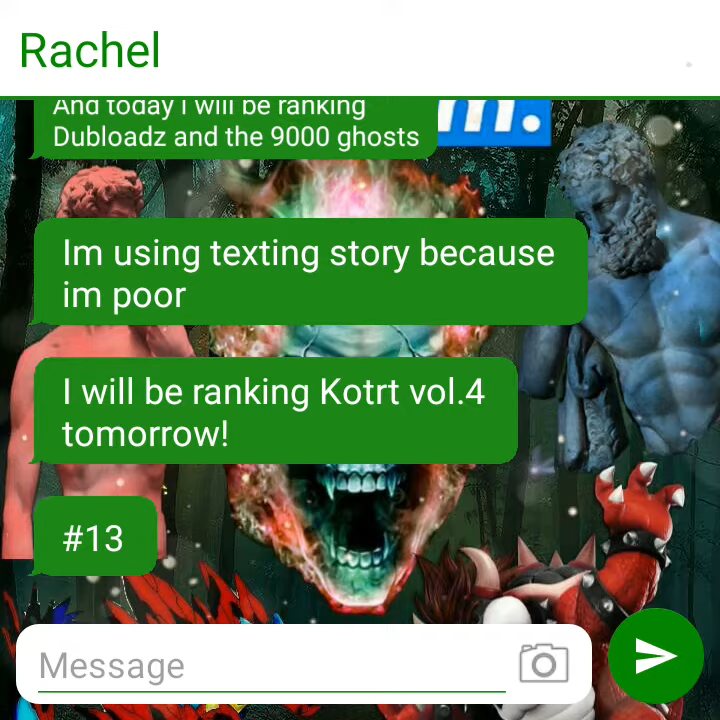 Rachel
And today i will be ranking
Dubloadz and the 9000 ghosts
m.
Im using texting story because
im poor
I will be ranking Kotrt vol.4
tomorrow!
#13
Message